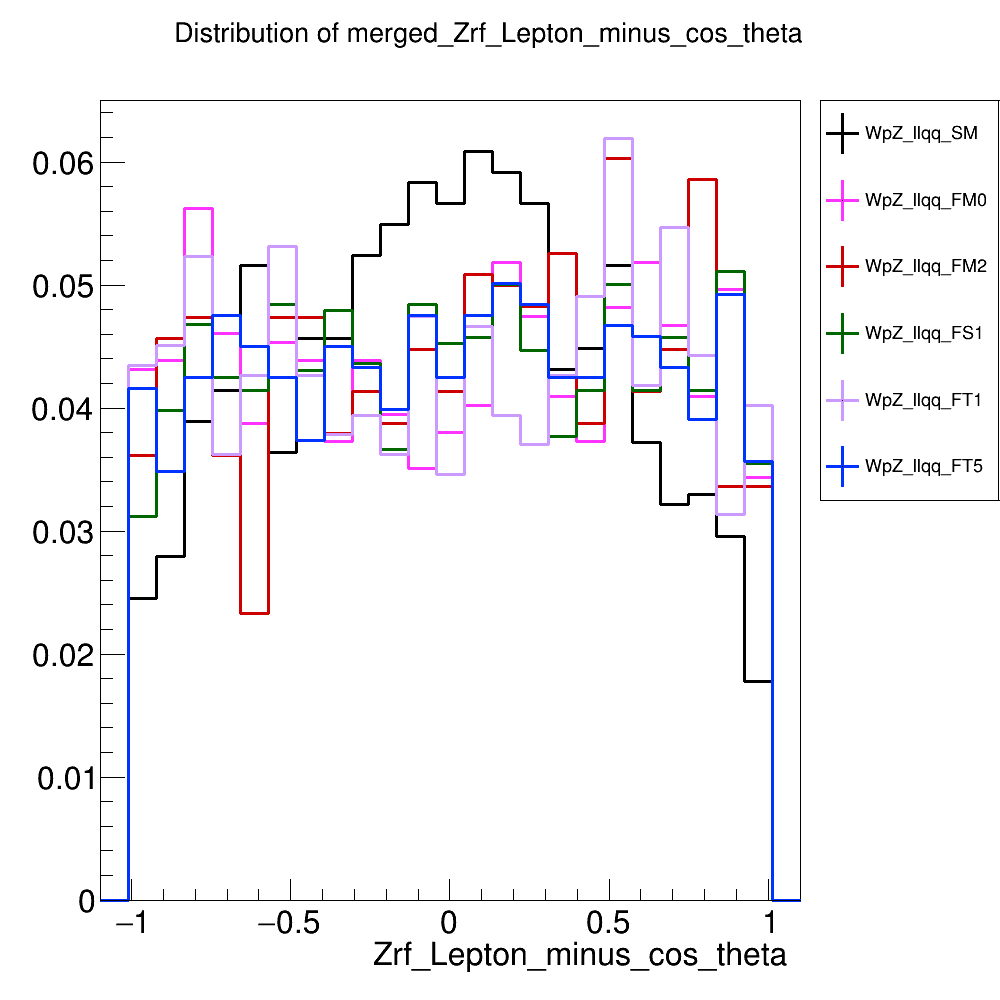 Distribution of merged_Zrf_Lepton_minus_cos_theta
0.06
0.05
0.04
0.03
0.02
0.01
0
−1
−0.5
0
0.5
1
Zrf_Lepton_minus_cos_theta
WpZ_llqq_SM
WpZ_llqq_FM0
WpZ_llqq_FM2
WpZ_llqq_FS1
WpZ_llqq_FT1
WpZ_llqq_FT5